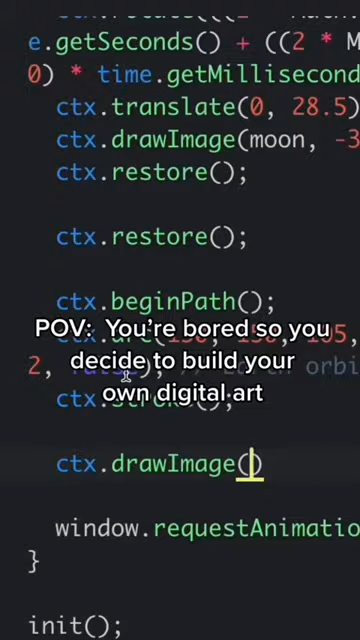 e.getSeconds() + ((2 *
0) * time.getMillisecond
ctx.translate(0, 28.5)
ctx.drawImage(moon, -3
ctx.restore();
ctx.restore();
ctx.beginPath();
POV: You're bored so you
decide to build your
own digital art
ctx.drawImage()
window.requestAnimatio
}
init();